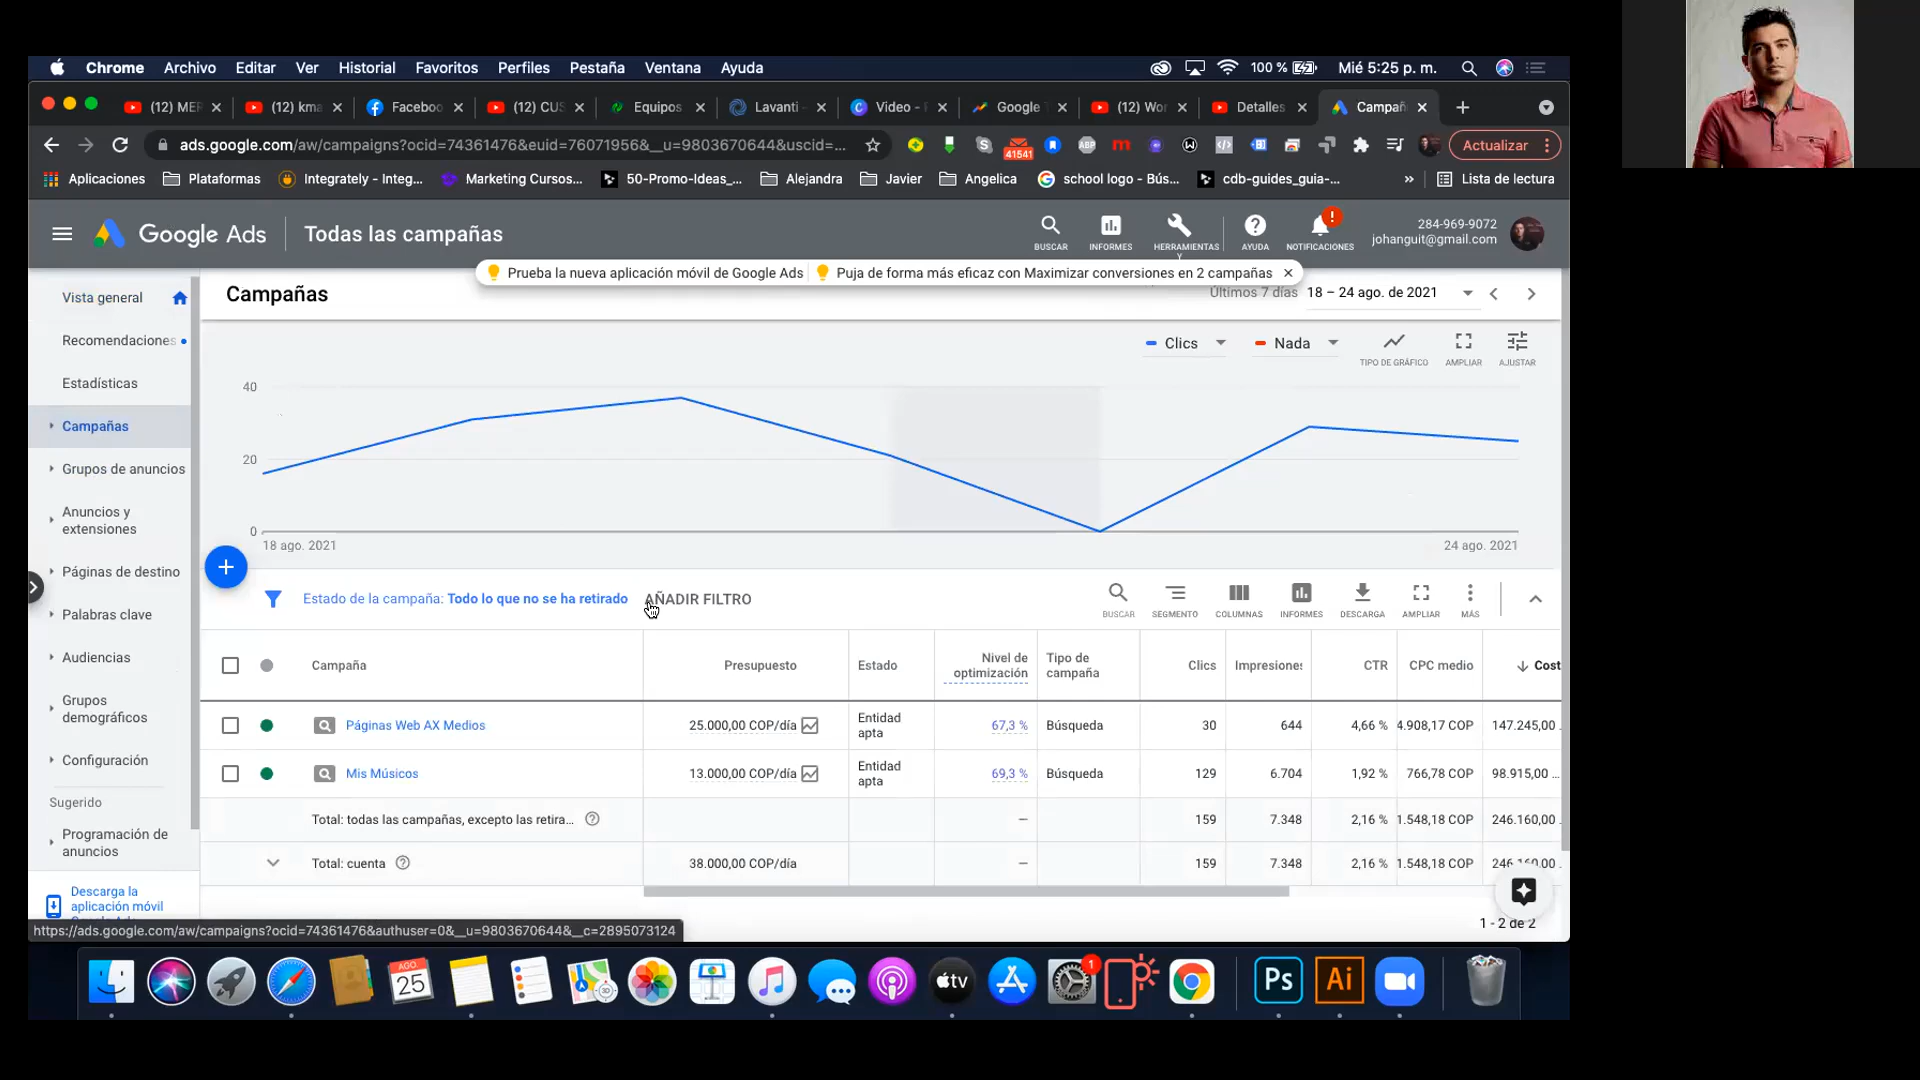 Chrome Archivo Editar Ver Historial Favoritos Perfiles Pestaña Ventana Ayuda 100 % Mié 5:25 p. m.
(12) MER (12) kma Faceboo (12) CUS Equipos Lavanti - Video - Google (12) Wor Detalles Campañ
ads.google.com/aw/campaigns?ocid=74361476&euid=76071956&__u=9803670644&uscid=... 41541 ABP Actualizar
Aplicaciones Plataformas Integrately - Integ... Marketing Cursos... 50-Promo-Ideas_... Alejandra Javier Angelica school logo - Bús... cdb-guides_guia-... » Lista de lectura
Google Ads Todas las campañas
BUSCAR INFORMES HERRAMIENTAS Y AYUDA NOTIFICACIONES
284-969-9072
johanguit@gmail.com
Prueba la nueva aplicación móvil de Google Ads Puja de forma más eficaz con Maximizar conversiones en 2 campañas
Campañas Últimos 7 días 18 – 24 ago. de 2021
Vista general
Recomendaciones
Estadísticas
Campañas
Grupos de anuncios
Anuncios y
extensiones
Páginas de destino
Palabras clave
Audiencias
Grupos
demográficos
Configuración
Sugerido
Programación de
anuncios
Descarga la
aplicación móvil
Clics Nada TIPO DE GRÁFICO AMPLIAR AJUSTAR
40
20
0
18 ago. 2021 24 ago. 2021
Estado de la campaña: Todo lo que no se ha retirado AÑADIR FILTRO
BUSCAR SEGMENTO COLUMNAS INFORMES DESCARGA AMPLIAR MÁS
Campaña Presupuesto Estado Nivel de optimización Tipo de campaña Clics Impresiones CTR CPC medio Cost
Páginas Web AX Medios 25.000,00 COP/día Entidad apta 67,3 % Búsqueda 30 644 4,66 % 4.908,17 COP 147.245,00 ..
Mis Músicos 13.000,00 COP/día Entidad apta 69,3 % Búsqueda 129 6.704 1,92 % 766,78 COP 98.915,00 ...
Total: todas las campañas, excepto las retira... – 159 7.348 2,16 % 1.548,18 COP 246.160,00 ..
Total: cuenta 38.000,00 COP/día – 159 7.348 2,16 % 1.548,18 COP 246.160,00 ..
1 - 2 de 2
https://ads.google.com/aw/campaigns?ocid=74361476&authuser=0&__u=9803670644&__c=2895073124
AGO
25
tv
1
Ps
Ai